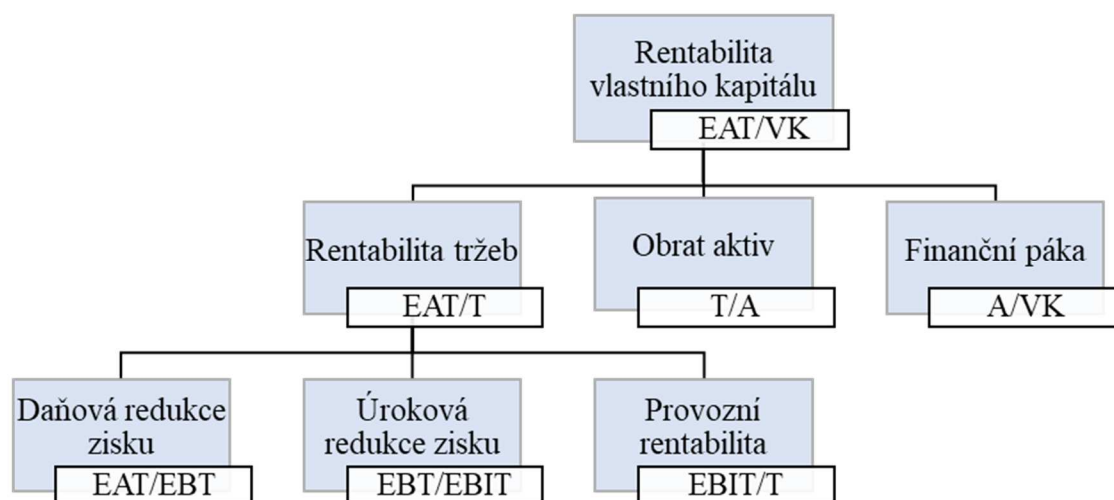 Rentabilita
vlastního kapitálu
EAT/VK
Rentabilita tržeb
EAT/T
Obrat aktiv
T/A
Finanční páka
A/VK
Daňová redukce
zisku
EAT/EBT
Úroková
redukce zisku
EBT/EBIT
Provozní
rentabilita
EBIT/T